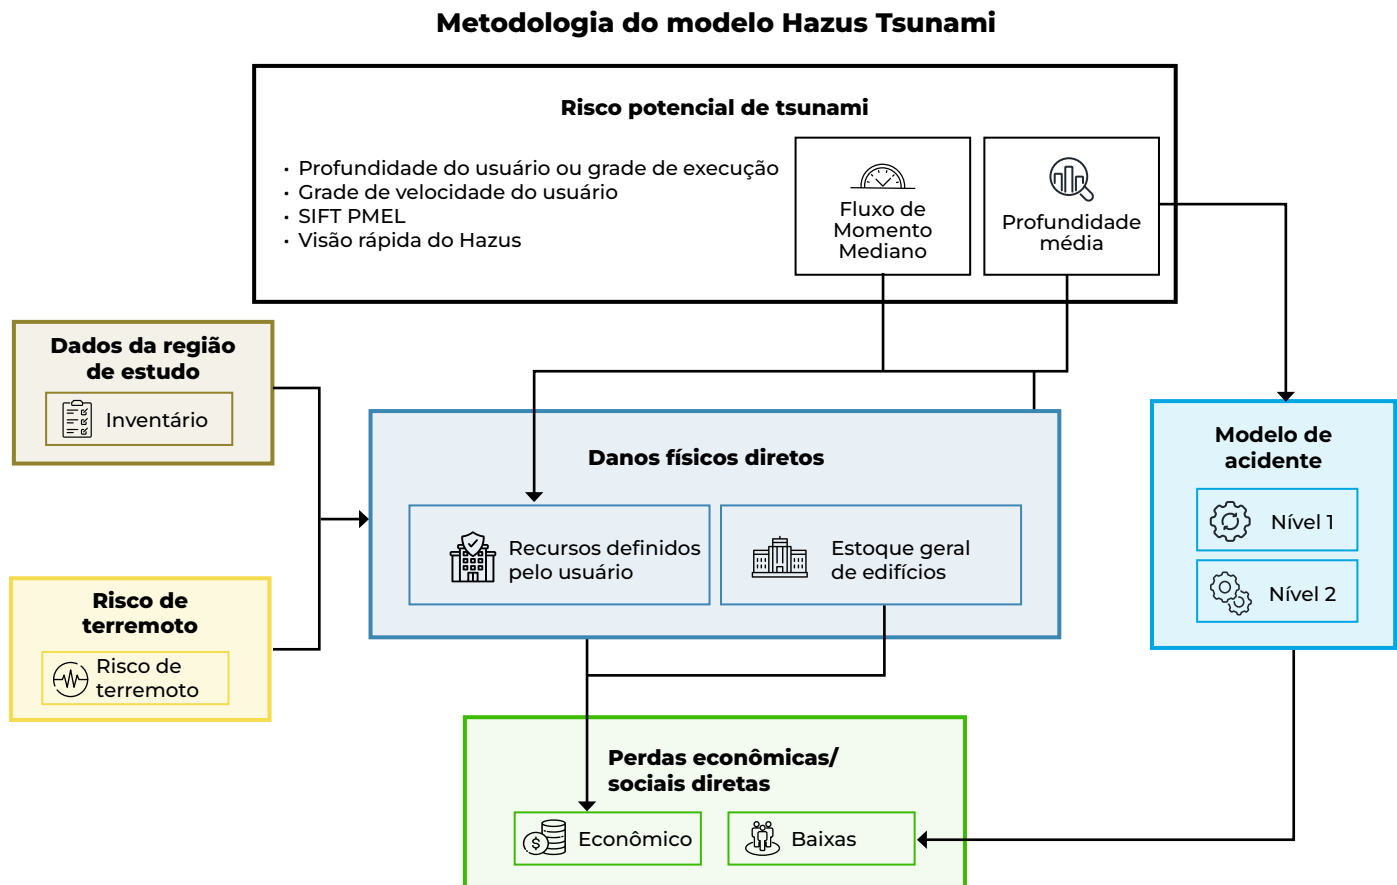 Metodologia do modelo Hazus Tsunami
Risco potencial de tsunami
· Profundidade do usuário ou grade de execução
· Grade de velocidade do usuário
· SIFT PMEL
· Visão rápida do Hazus
Fluxo de
Momento
Mediano
Profundidade
média
Dados da região
de estudo
Inventário
Risco de
terremoto
Risco de
terremoto
Danos físicos diretos
Recursos definidos
pelo usuário
Estoque geral
de edifícios
Modelo de
acidente
Nível 1
Nível 2
Perdas econômicas/
sociais diretas
$
Econômico
Baixas